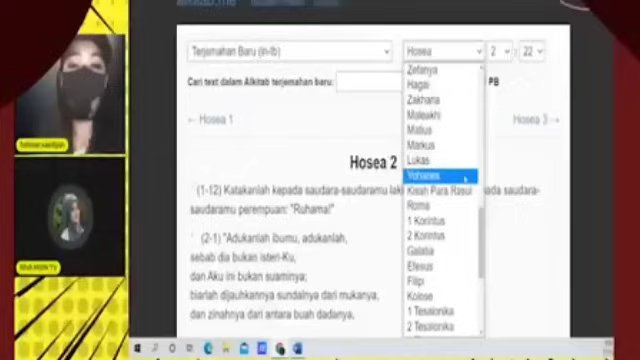 alkitab.me
Terjemahan Baru (in-tb)
Hosea
2 : 22
Cari text dalam Alkitab terjemahan baru:
PB
← Hosea 1
Hosea 3 →
Zefanya
Hagai
Zakharia
Maleakhi
Matius
Markus
Lukas
Yohanes
Kisah Para Rasul
Roma
1 Korintus
2 Korintus
Galatia
Efesus
Filipi
Kolose
1 Tesalonika
2 Tesalonika
Hosea 2
(1-12) Katakanlah kepada saudara-saudaramu laki
ada saudara-
saudaramu perempuan: "Ruhama!"
(2-1) "Adukanlah ibumu, adukanlah,
sebab dia bukan isteri-Ku,
dan Aku ini bukan suaminya;
biarlah dijauhkannya sundalnya dari mukanya,
dan zinahnya dari antara buah dadanya,